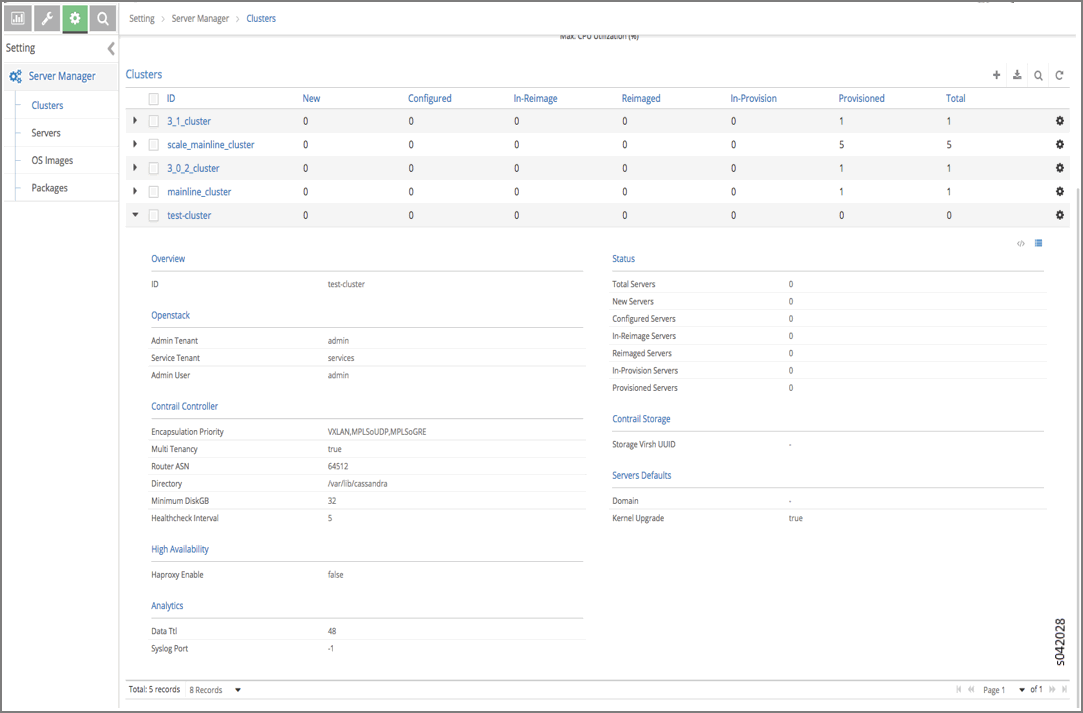 Setting > Server Manager > Clusters
Setting
Max. CPU Utilization (%)
Server Manager
Clusters
Servers
OS Images
Packages
Clusters
ID New Configured In-Reimage Reimaged In-Provision Provisioned Total
3_1_cluster 0 0 0 0 0 1 1
scale_mainline_cluster 0 0 0 0 0 5 5
3_0_2_cluster 0 0 0 0 0 1 1
mainline_cluster 0 0 0 0 0 1 1
test-cluster 0 0 0 0 0 0 0
</>
Overview
ID test-cluster
Openstack
Admin Tenant admin
Service Tenant services
Admin User admin
Contrail Controller
Encapsulation Priority VXLAN,MPLSoUDP,MPLSoGRE
Multi Tenancy true
Router ASN 64512
Directory /var/lib/cassandra
Minimum DiskGB 32
Healthcheck Interval 5
High Availability
Haproxy Enable false
Analytics
Data Ttl 48
Syslog Port -1
Status
Total Servers 0
New Servers 0
Configured Servers 0
In-Reimage Servers 0
Reimaged Servers 0
In-Provision Servers 0
Provisioned Servers 0
Contrail Storage
Storage Virsh UUID -
Servers Defaults
Domain -
Kernel Upgrade true
s042028
Total: 5 records 8 Records Page 1 of 1